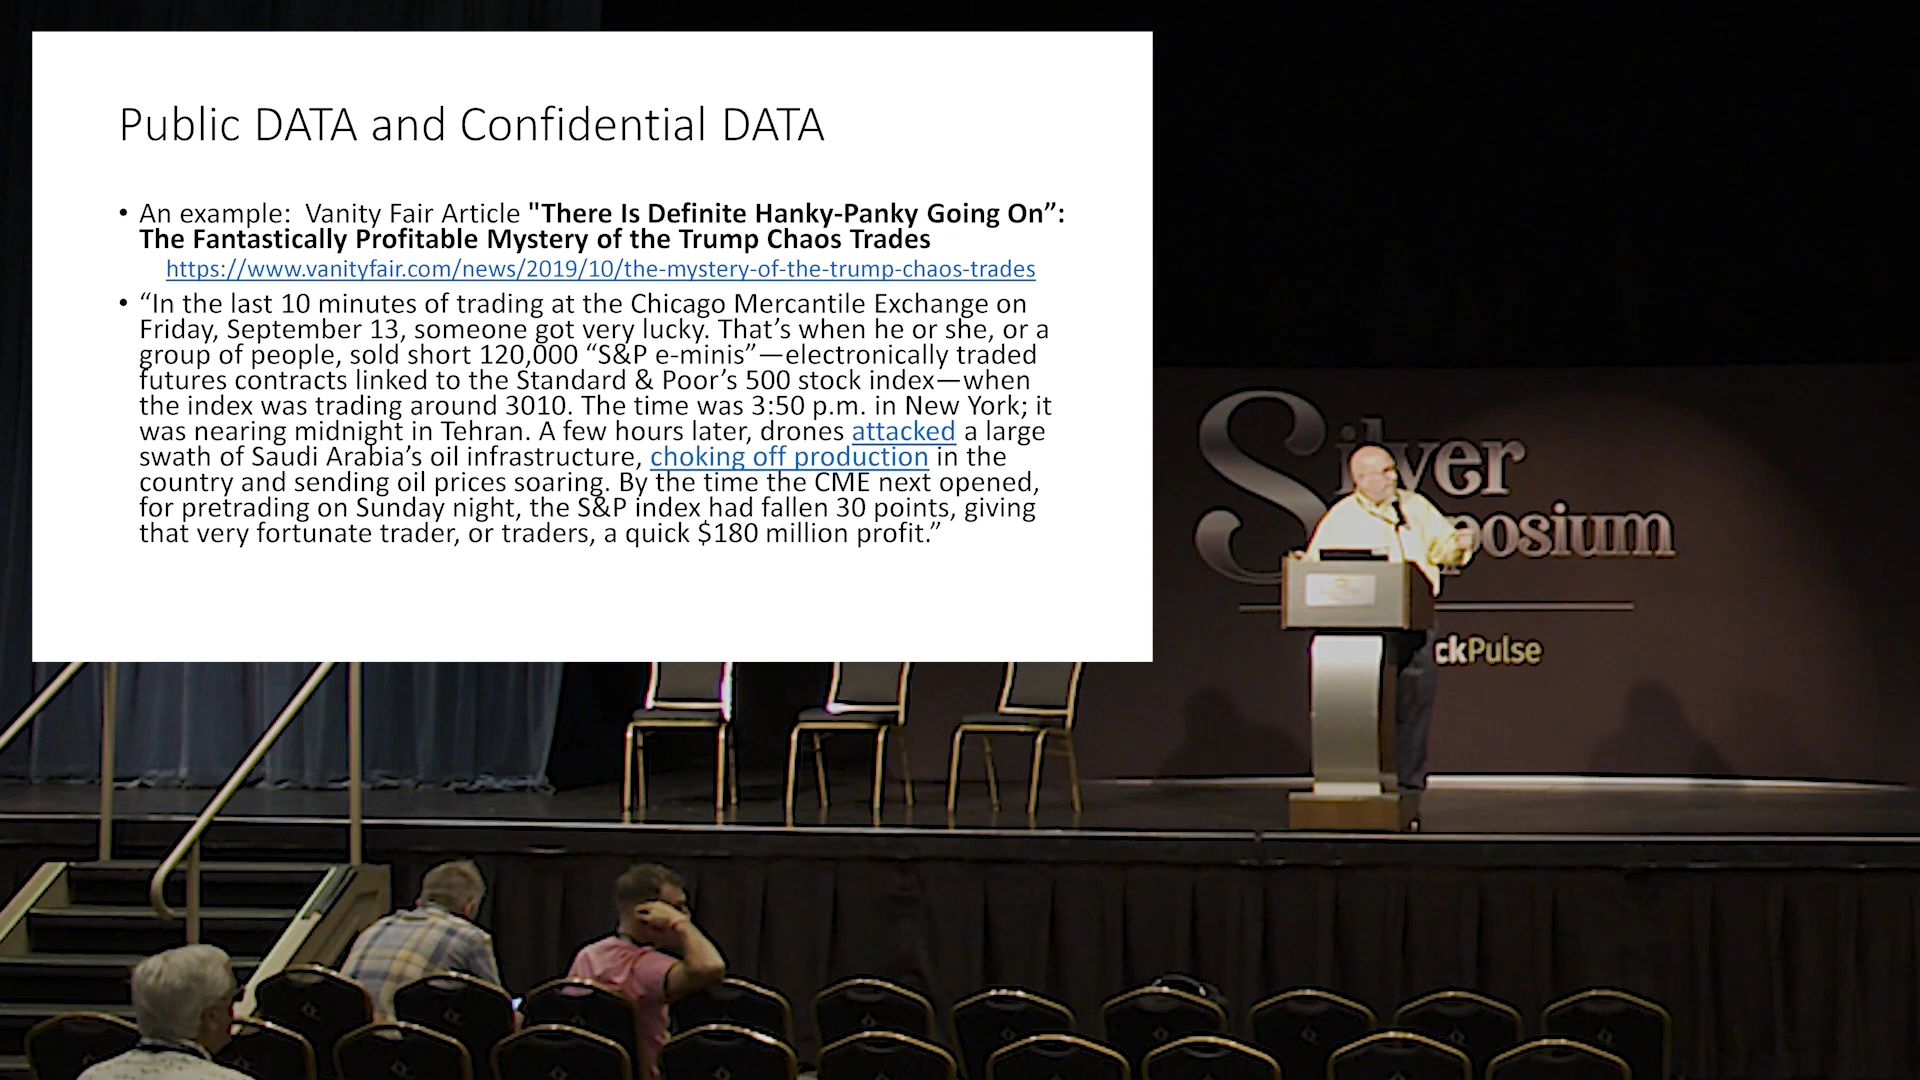 Public DATA and Confidential DATA
• An example:  Vanity Fair Article "There Is Definite Hanky-Panky Going On”:
The Fantastically Profitable Mystery of the Trump Chaos Trades
https://www.vanityfair.com/news/2019/10/the-mystery-of-the-trump-chaos-trades
• “In the last 10 minutes of trading at the Chicago Mercantile Exchange on
Friday, September 13, someone got very lucky. That’s when he or she, or a
group of people, sold short 120,000 “S&P e-minis”—electronically traded
futures contracts linked to the Standard & Poor’s 500 stock index—when
the index was trading around 3010. The time was 3:50 p.m. in New York; it
was nearing midnight in Tehran. A few hours later, drones attacked a large
swath of Saudi Arabia’s oil infrastructure, choking off production in the
country and sending oil prices soaring. By the time the CME next opened,
for pretrading on Sunday night, the S&P index had fallen 30 points, giving
that very fortunate trader, or traders, a quick $180 million profit.”
Silver
posium
ckPulse